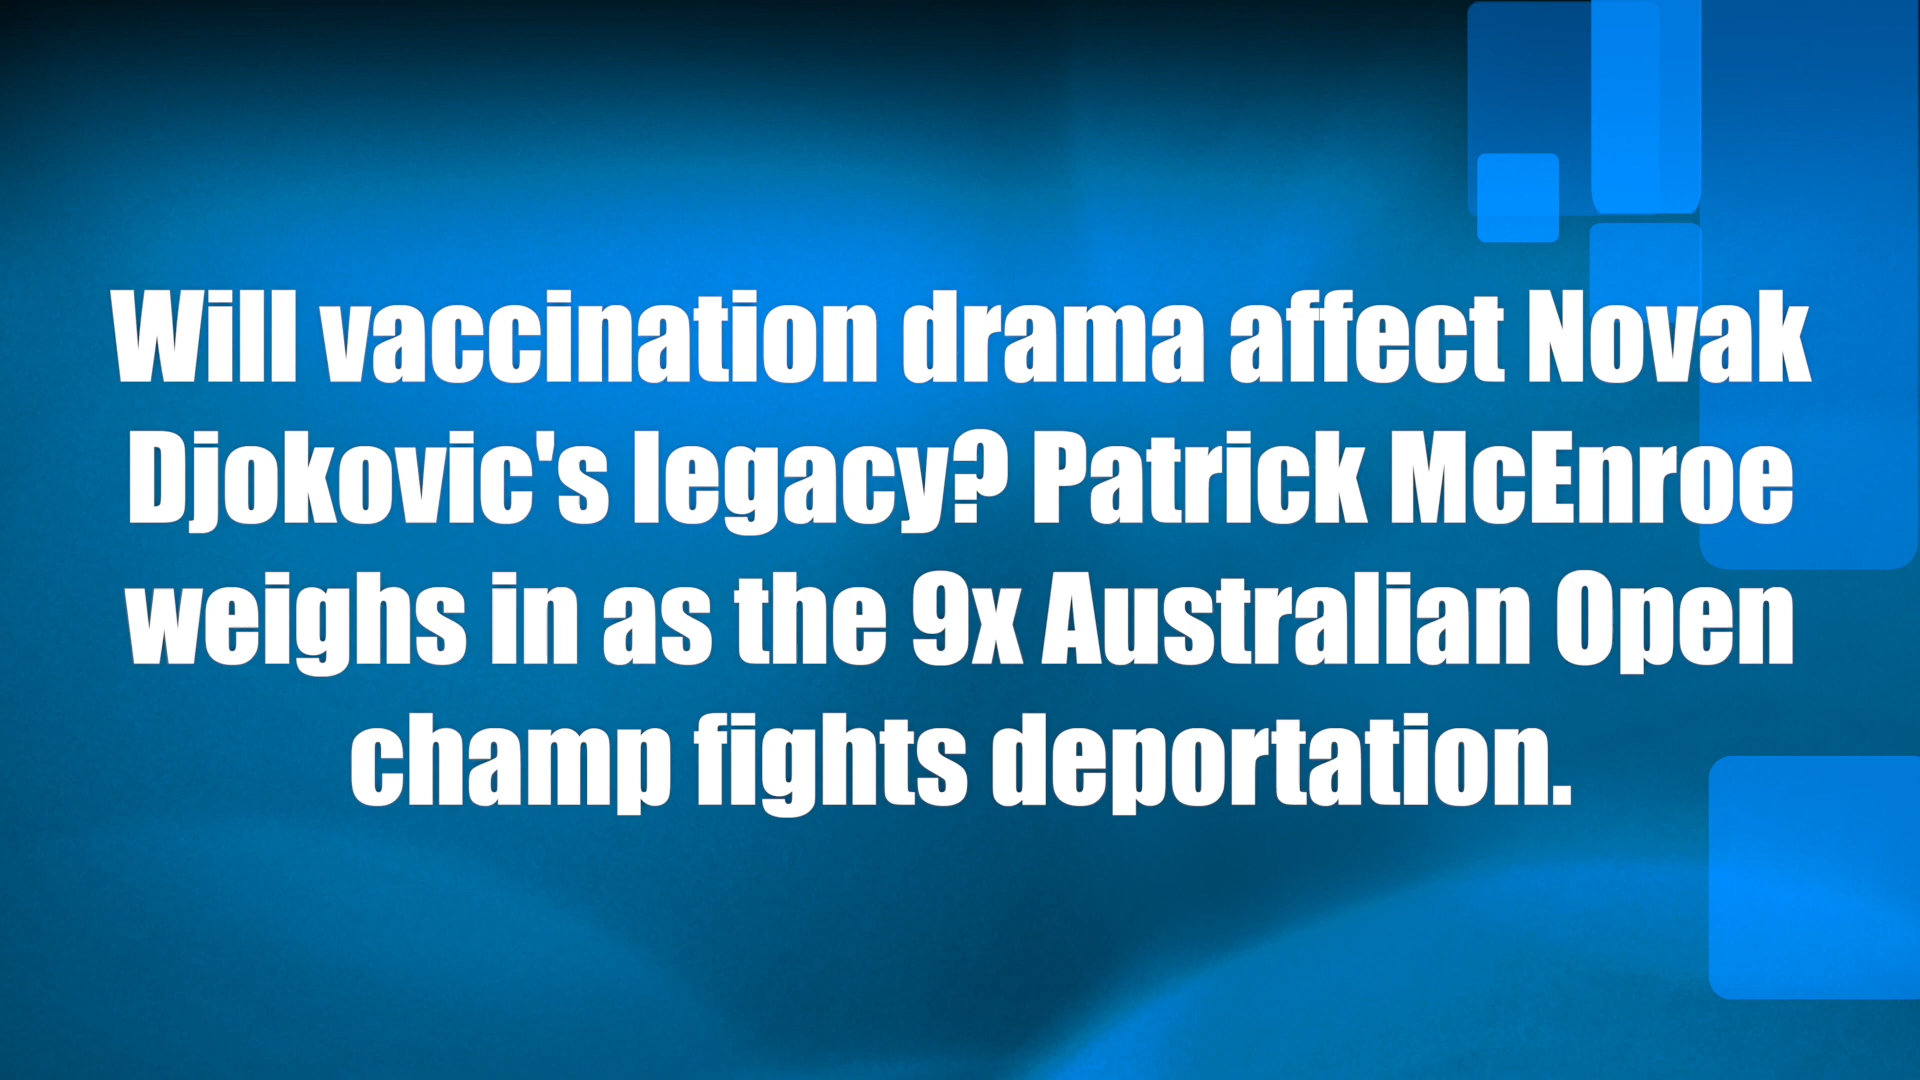 Will vaccination drama affect Novak
Djokovic's legacy? Patrick McEnroe
weighs in as the 9x Australian Open
champ fights deportation.